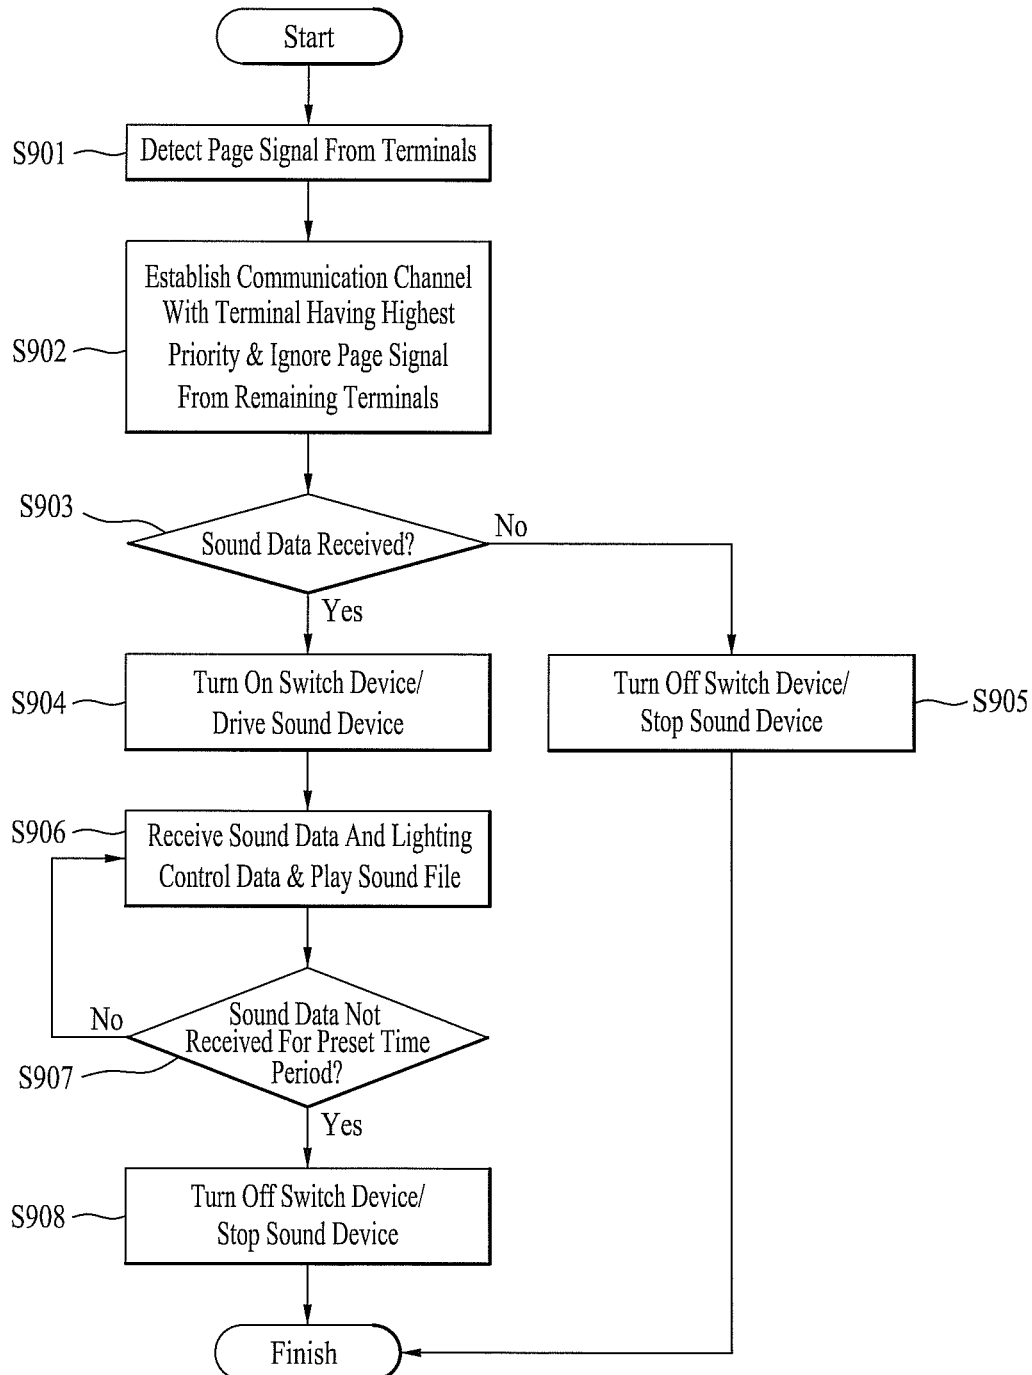 Start
S901
Detect Page Signal From Terminals
S902
Establish Communication Channel
With Terminal Having Highest
Priority & Ignore Page Signal
From Remaining Terminals
S903
Sound Data Received?
No
Yes
S904
Turn On Switch Device/
Drive Sound Device
Turn Off Switch Device/
Stop Sound Device
S905
S906
Receive Sound Data And Lighting
Control Data & Play Sound File
No
Sound Data Not
Received For Preset Time
Period?
S907
Yes
S908
Turn Off Switch Device/
Stop Sound Device
Finish